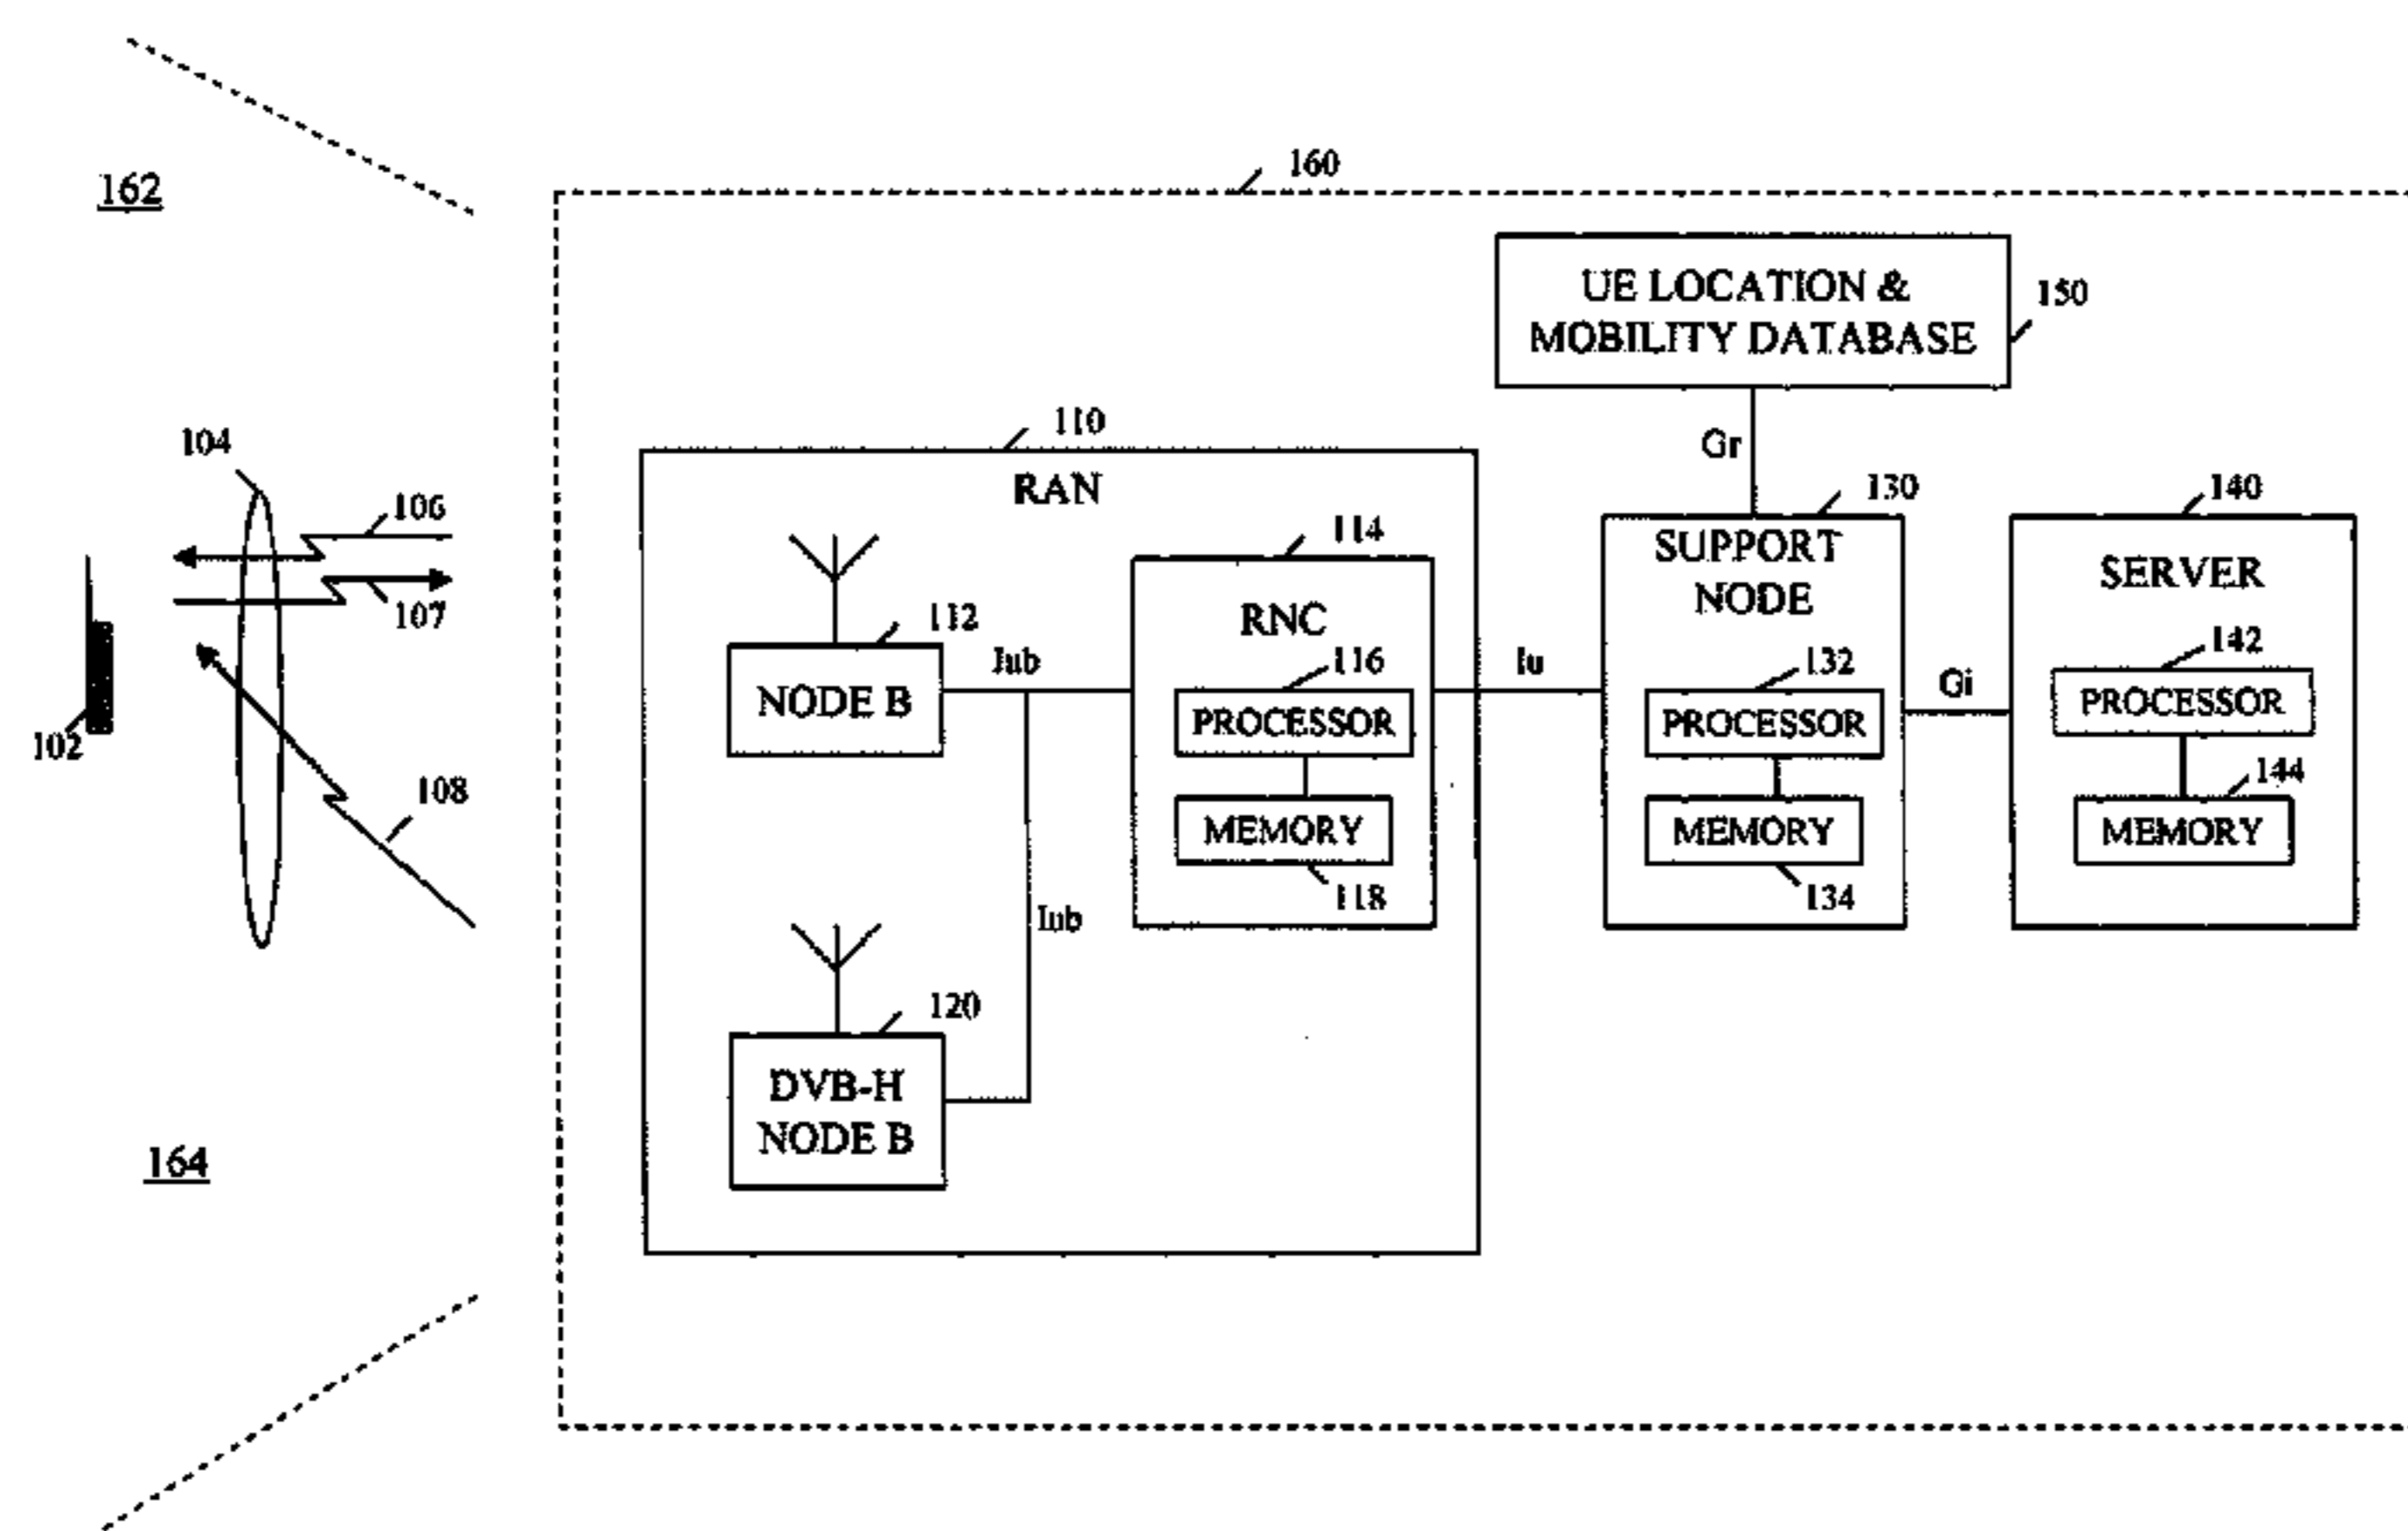 162
160
UE LOCATION &
MOBILITY DATABASE
150
104
106
107
102
108
164
110
RAN
Gr
112
NODE B
Iub
114
RNC
116
PROCESSOR
MEMORY
118
Iub
120
DVB-H
NODE B
Iu
130
SUPPORT
NODE
132
PROCESSOR
MEMORY
134
Gi
140
SERVER
142
PROCESSOR
144
MEMORY